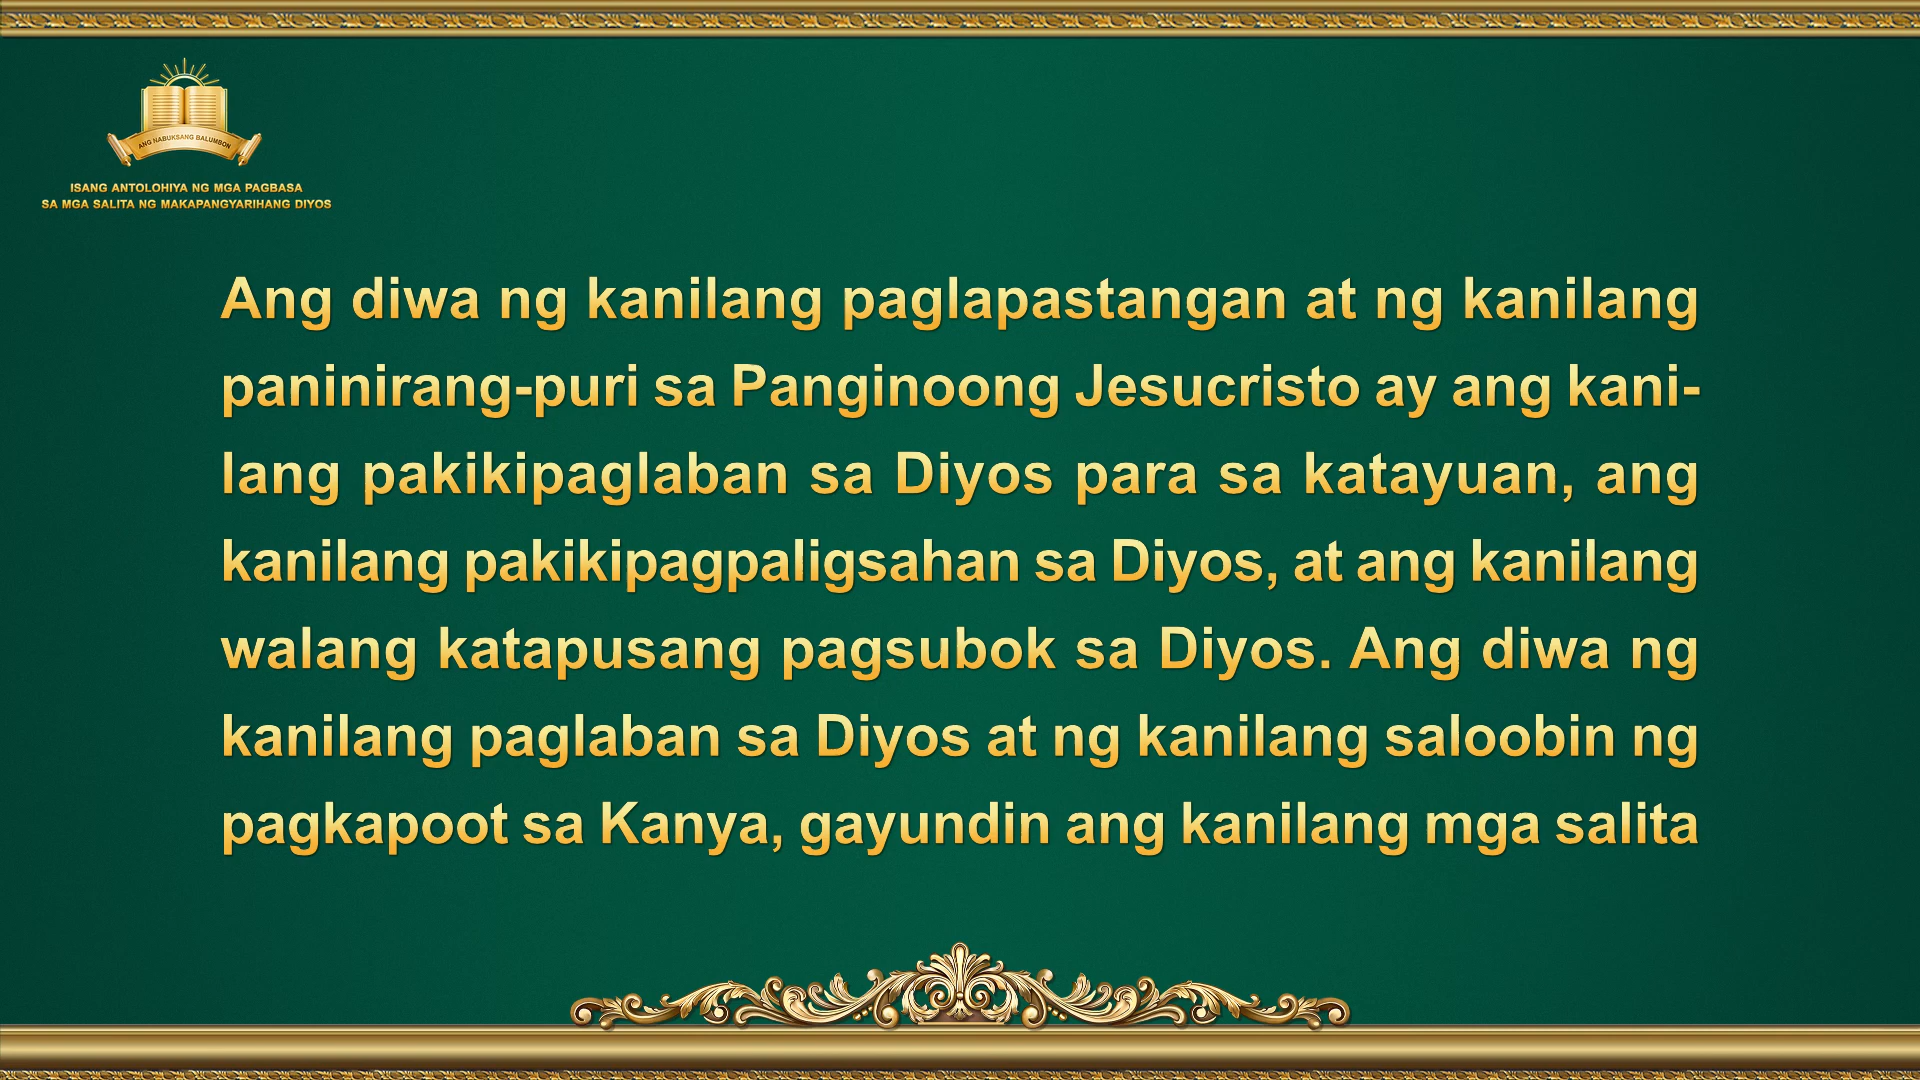 ANG NABUKSANG BALUMBON
ISANG ANTOLOHIYA NG MGA PAGBASA
SA MGA SALITA NG MAKAPANGYARIHANG DIYOS
Ang diwa ng kanilang paglapastangan at ng kanilang
paninirang-puri sa Panginoong Jesucristo ay ang kani-
lang pakikipaglaban sa Diyos para sa katayuan, ang
kanilang pakikipagpaligsahan sa Diyos, at ang kanilang
walang katapusang pagsubok sa Diyos. Ang diwa ng
kanilang paglaban sa Diyos at ng kanilang saloobin ng
pagkapoot sa Kanya, gayundin ang kanilang mga salita